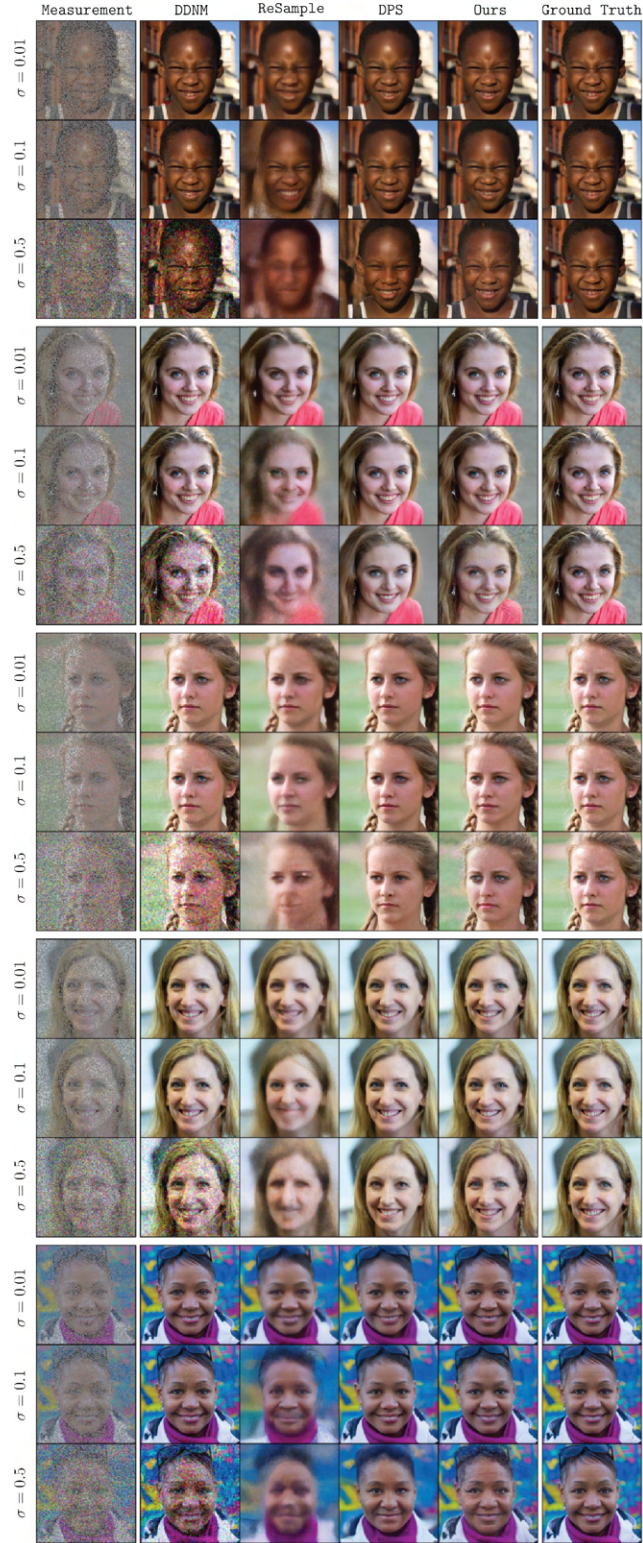 Measurement DDNM ReSample DPS Ours Ground Truth
σ = 0.01
σ = 0.1
σ = 0.5
σ = 0.01
σ = 0.1
σ = 0.5
σ = 0.01
σ = 0.1
σ = 0.5
σ = 0.01
σ = 0.1
σ = 0.5
σ = 0.01
σ = 0.1
σ = 0.5